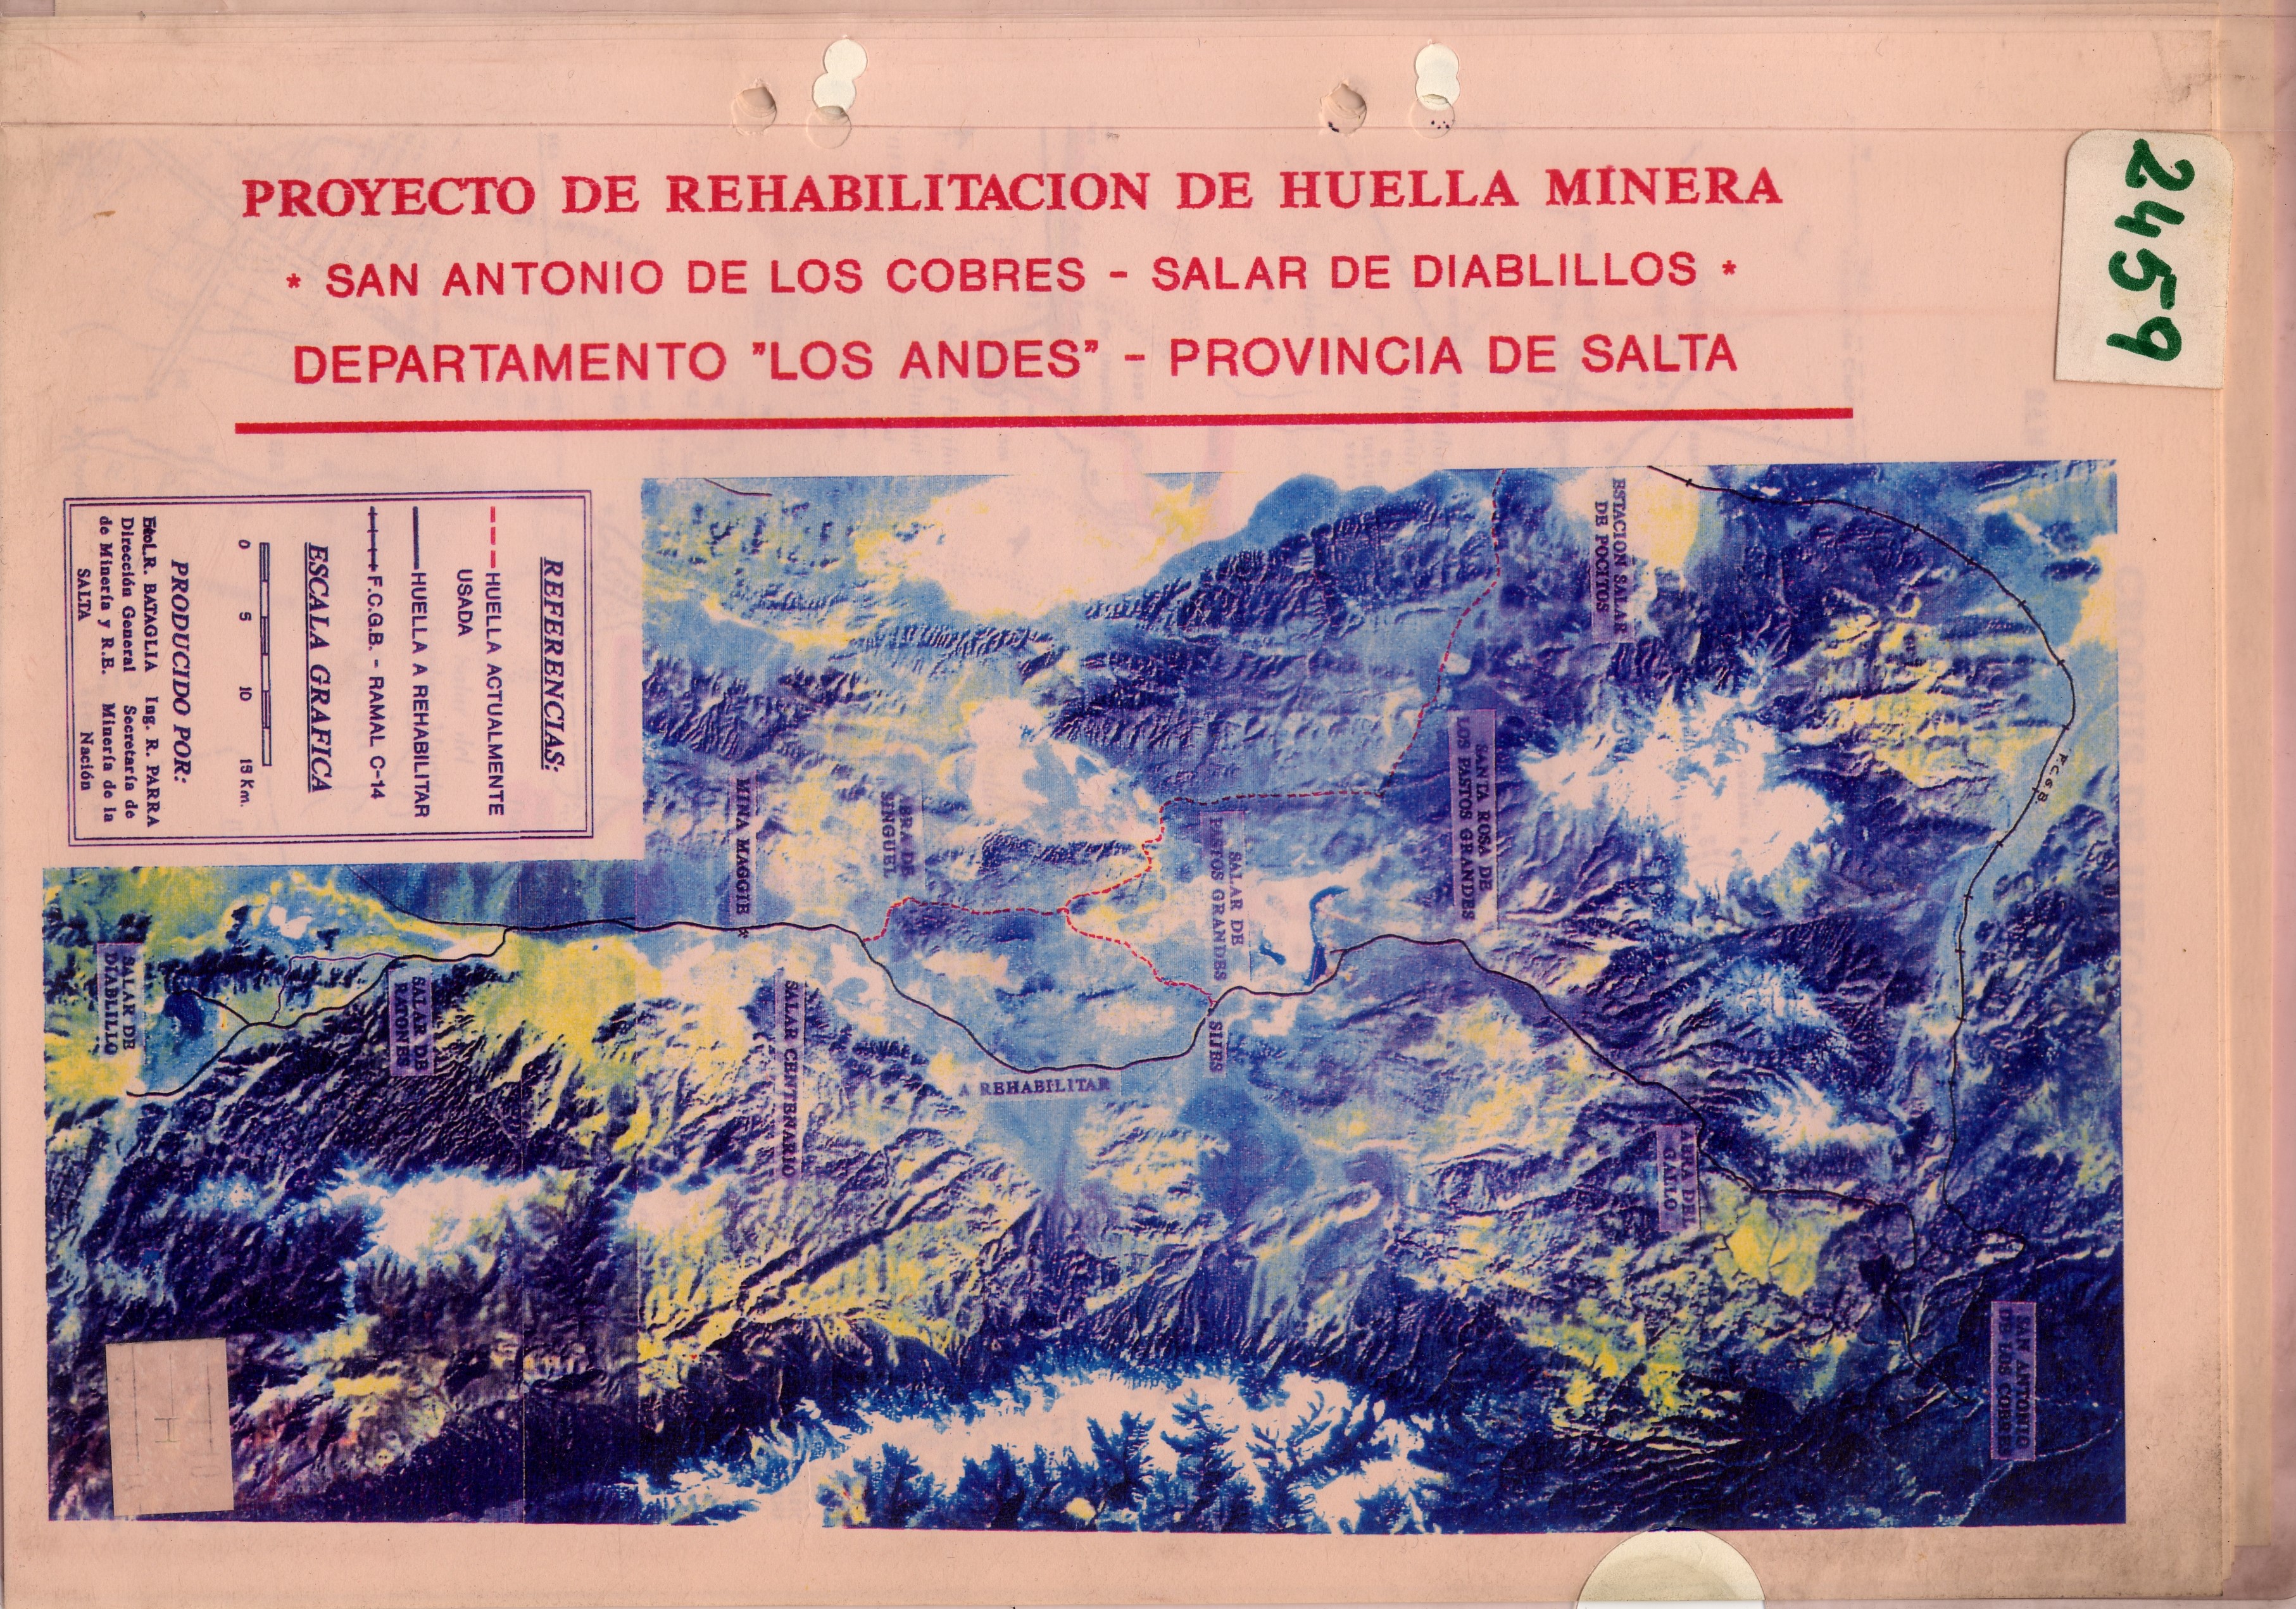 PROYECTO DE REHABILITACION DE HUELLA MINERA
* SAN ANTONIO DE LOS COBRES - SALAR DE DIABLILLOS *
DEPARTAMENTO "LOS ANDES" - PROVINCIA DE SALTA
2459
REFERENCIAS:
HUELLA ACTUALMENTE
USADA
HUELLA A REHABILITAR
F.C.G.B. - RAMAL C-14
ESCALA GRAFICA
0 5 10 15 Km.
PRODUCIDO POR:
BATAGLIA Ing. R. PARRA
Dirección General Secretaría de
de Minería y R.E. Minería de la
SALTA Nación
ESTACION SALAR
DE POCITOS
F C G B
SANTA ROSA DE
LOS PASTOS GRANDES
SALAR DE
PASTOS GRANDES
ABRA DE
SINGUEL
MINA MAGGIE
SIJES
A REHABILITAR
SALAR CENTENARIO
SALAR DE
RATONES
SALAR DE
DIABLILLO
ABRA DEL
GALLO
SAN ANTONIO
DE LOS COBRES